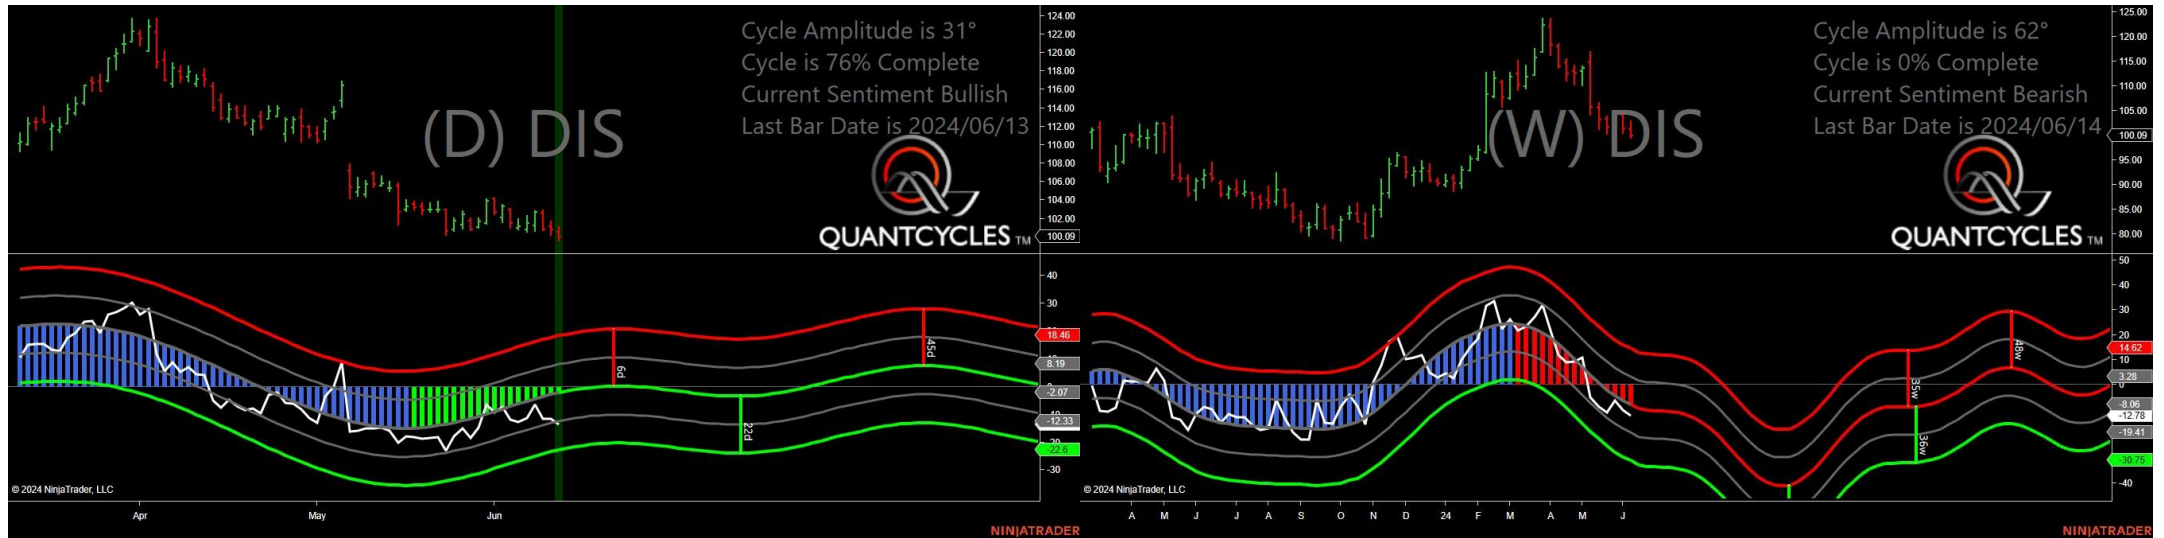 Cycle Amplitude is 31°
Cycle is 76% Complete
Current Sentiment Bullish
Last Bar Date is 2024/06/13
(D) DIS
QUANTCYCLES TM
124.00
122.00
120.00
118.00
116.00
114.00
112.00
110.00
108.00
106.00
104.00
102.00
100.09
40
30
18.46
8.19
-2.07
-12.33
-22.6
-30
6d
22d
45d
© 2024 NinjaTrader, LLC
Apr
May
Jun
NINJATRADER
Cycle Amplitude is 62°
Cycle is 0% Complete
Current Sentiment Bearish
Last Bar Date is 2024/06/14
(W) DIS
QUANTCYCLES TM
125.00
120.00
115.00
110.00
105.00
100.09
95.00
90.00
85.00
80.00
50
40
30
20
14.62
10
3.28
0
-8.06
-12.78
-19.41
-30.75
-40
36w
48w
© 2024 NinjaTrader, LLC
A M J J A S O N D 24 F M A M J
NINJATRADER